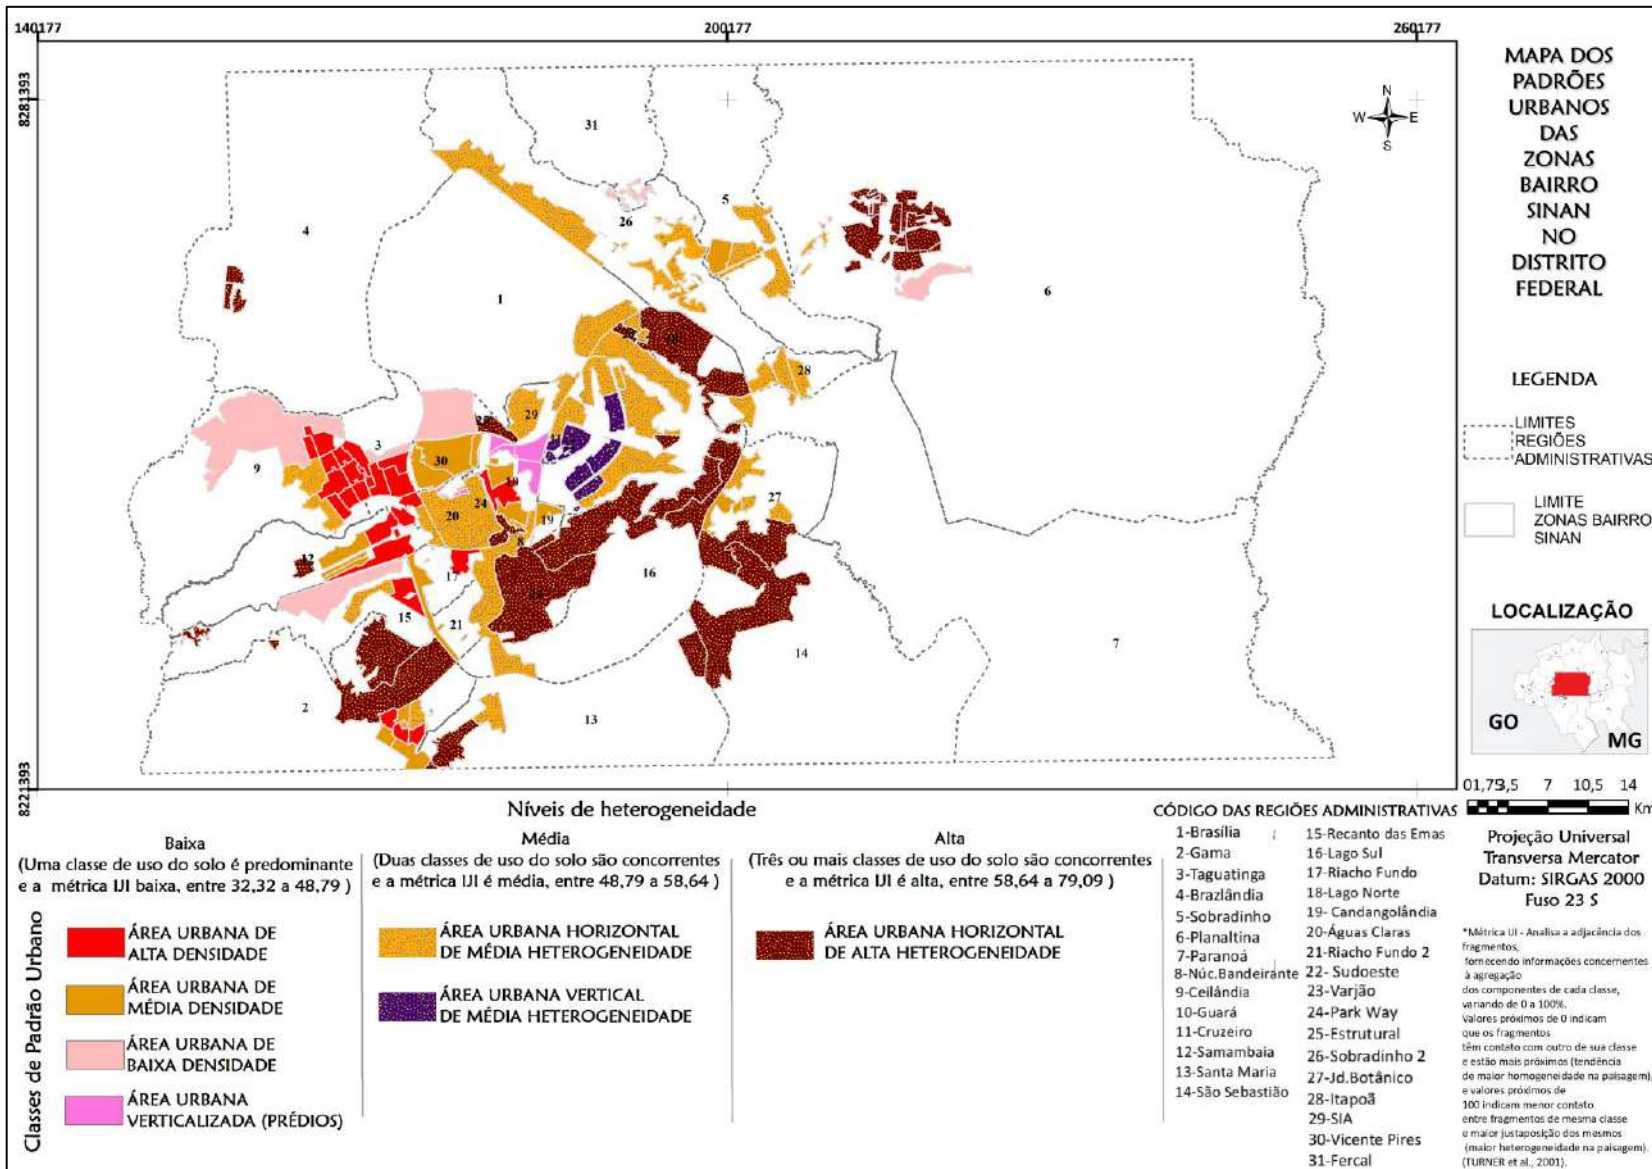 140177
200177
260177
8281393
8221393
31
5
26
4
1
6
28
29
3
9
30
24
20
19
27
12
17
16
15
21
14
7
2
13
N
W
E
S
MAPA DOS
PADRÕES
URBANOS
DAS
ZONAS
BAIRRO
SINAN
NO
DISTRITO
FEDERAL
LEGENDA
LIMITES
REGIÕES
ADMINISTRATIVAS
LIMITE
ZONAS BAIRRO
SINAN
LOCALIZAÇÃO
GO
MG
01,753,5 7 10,5 14
Km
Projeção Universal
Transversa Mercator
Datum: SIRGAS 2000
Fuso 23 S
*Métrica IJI - Analisa a adjacência dos
fragmentos,
fornecendo informações concernentes
à agregação
dos componentes de cada classe,
variando de 0 a 100%.
Valores próximos de 0 indicam
que os fragmentos
têm contato com outro de sua classe
e estão mais próximos (tendência
de maior homogeneidade na paisagem),
e valores próximos de
100 indicam menor contato
entre fragmentos de mesma classe
e maior justaposição dos mesmos
(maior heterogeneidade na paisagem).
(TURNER et al., 2001).
Níveis de heterogeneidade
Classes de Padrão Urbano
Baixa
(Uma classe de uso do solo é predominante
e a métrica IJI baixa, entre 32,32 a 48,79 )
ÁREA URBANA DE
ALTA DENSIDADE
ÁREA URBANA DE
MÉDIA DENSIDADE
ÁREA URBANA DE
BAIXA DENSIDADE
ÁREA URBANA
VERTICALIZADA (PRÉDIOS)
Média
(Duas classes de uso do solo são concorrentes
e a métrica IJI é média, entre 48,79 a 58,64 )
ÁREA URBANA HORIZONTAL
DE MÉDIA HETEROGENEIDADE
ÁREA URBANA VERTICAL
DE MÉDIA HETEROGENEIDADE
Alta
(Três ou mais classes de uso do solo são concorrentes
e a métrica IJI é alta, entre 58,64 a 79,09 )
ÁREA URBANA HORIZONTAL
DE ALTA HETEROGENEIDADE
CÓDIGO DAS REGIÕES ADMINISTRATIVAS
1-Brasília
2-Gama
3-Taguatinga
4-Brazlândia
5-Sobradinho
6-Planaltina
7-Paranoá
8-Núc.Bandeirante
9-Ceilândia
10-Guará
11-Cruzeiro
12-Samambaia
13-Santa Maria
14-São Sebastião
15-Recanto das Emas
16-Lago Sul
17-Riacho Fundo
18-Lago Norte
19- Candangolândia
20-Águas Claras
21-Riacho Fundo 2
22- Sudoeste
23-Varjão
24-Park Way
25-Estrutural
26-Sobradinho 2
27-Jd.Botânico
28-Itapoã
29-SIA
30-Vicente Pires
31-Fercal